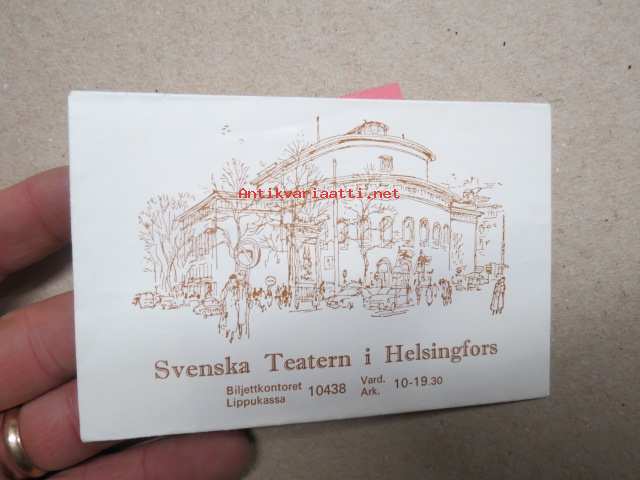 Antikvariaatti.net
Svenska Teatern i Helsingfors
Biljettkontoret 10438 Vard. 10-19.30
Lippukassa Ark.